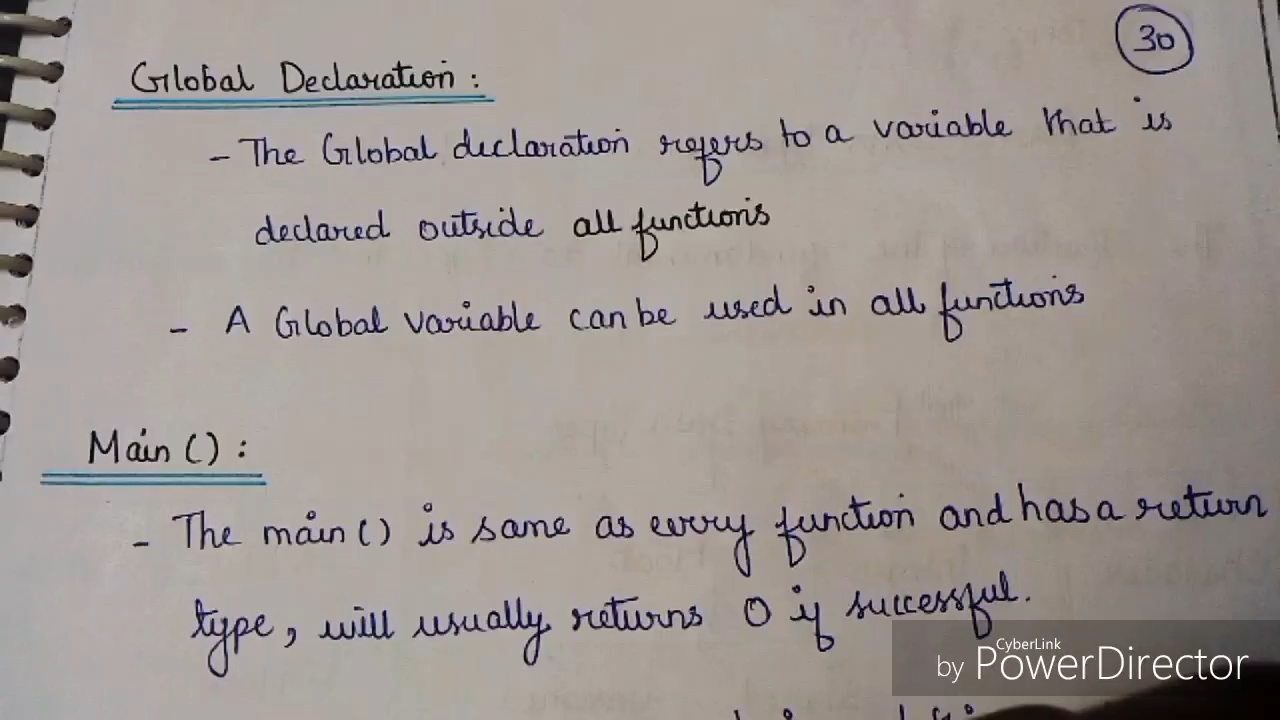 30
Global Declaration :
- The Global declaration refers to a variable that is
declared outside all functions
- A Global variable can be used in all functions
Main ( ) :
- The main ( ) is same as every function and has a return
type, will usually returns 0 if successful.
CyberLink
by PowerDirector